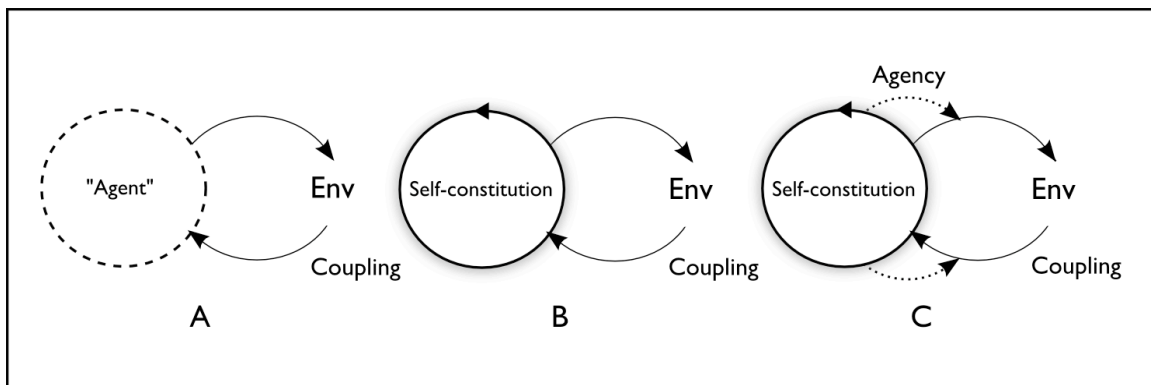 "Agent"
Env
Coupling
A
Self-constitution
Env
Coupling
B
Agency
Self-constitution
Env
Coupling
C